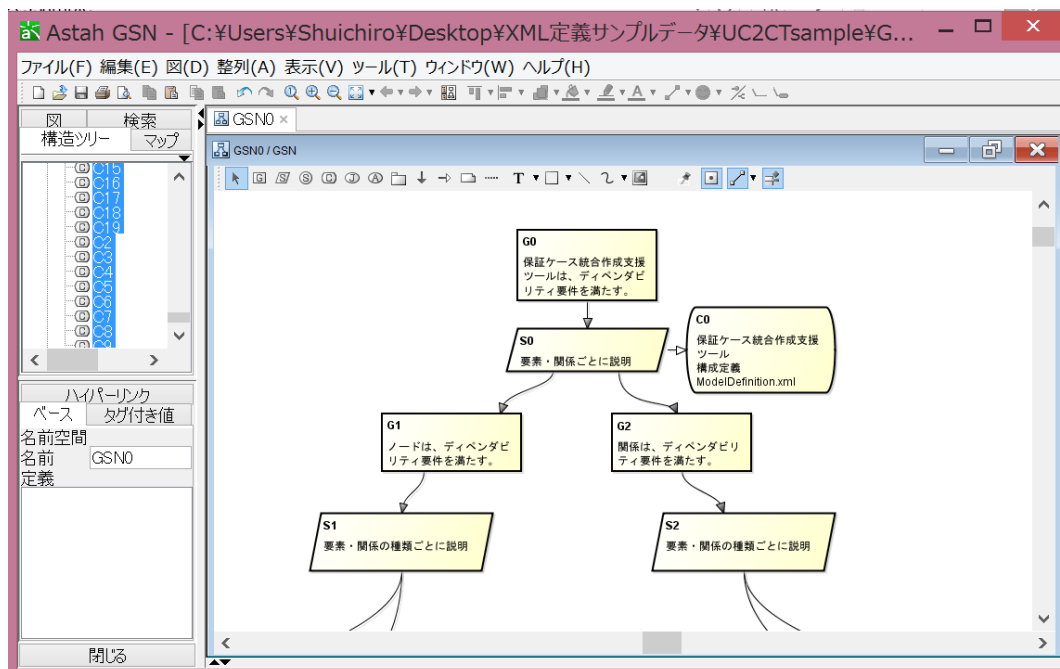 Astah GSN - [C:¥Users¥Shuichiro¥Desktop¥XML定義サンプルデータ¥UC2CTsample¥G...
ファイル(F) 編集(E) 図(D) 整列(A) 表示(V) ツール(T) ウィンドウ(W) ヘルプ(H)
図 検索
構造ツリー マップ
C15
C16
C17
C18
C19
C2
C3
C4
C5
C6
C7
C8
C9
ハイパーリンク
ベース タグ付き値
名前空間
名前 GSN0
定義
閉じる
GSN0
GSN0 / GSN
G0
保証ケース統合作成支援
ツールは、ディペンダビ
リティ要件を満たす。
S0
要素・関係ごとに説明
C0
保証ケース統合作成支援
ツール
構成定義
ModelDefinition.xml
G1
ノードは、ディペンダビ
リティ要件を満たす。
G2
関係は、ディペンダビリ
ティ要件を満たす。
S1
要素・関係の種類ごとに説明
S2
要素・関係の種類ごとに説明